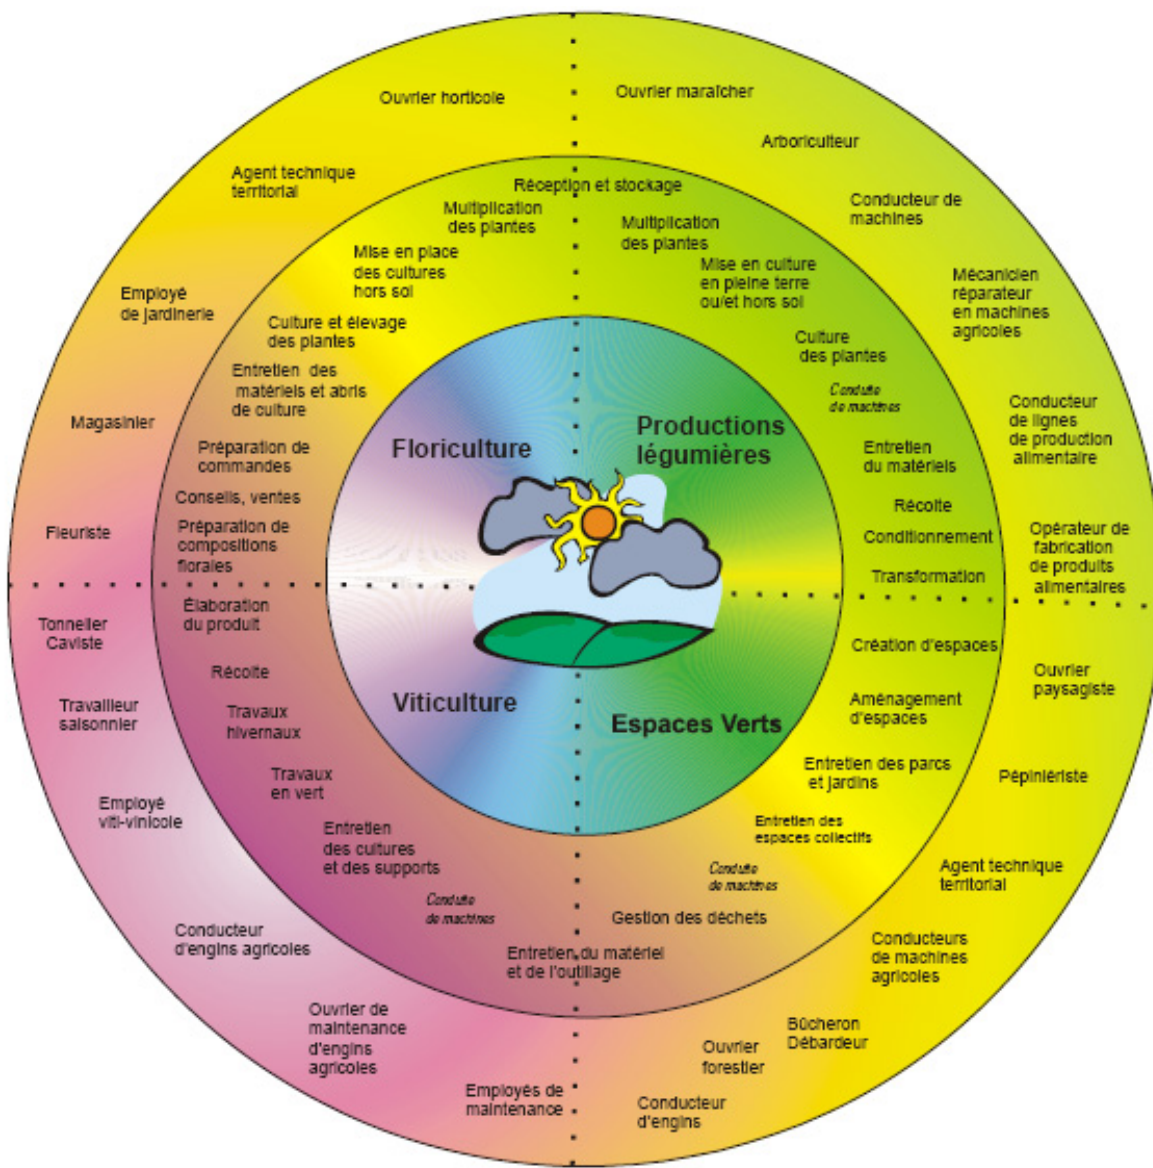 Ouvrier horticole
Agent technique
territorial
Employé
de jardinerie
Magasinier
Fleuriste
Ouvrier maraîcher
Arboriculteur
Conducteur de
machines
Mécanicien
réparateur
en machines
agricoles
Conducteur
de lignes
de production
alimentaire
Opérateur de
fabrication
de produits
alimentaires
Réception et stockage
Multiplication
des plantes
Mise en place
des cultures
hors sol
Culture et élevage
des plantes
Entretien des
matériels et abris
de culture
Préparation de
commandes
Conseils, ventes
Préparation de
compositions
florales
Multiplication
des plantes
Mise en culture
en pleine terre
ou/et hors sol
Culture
des plantes
Conduite
de machines
Entretien
du matériels
Récolte
Conditionnement
Transformation
Floriculture
Productions
légumières
Viticulture
Espaces Verts
Élaboration
du produit
Récolte
Travaux
hivernaux
Travaux
en vert
Entretien
des cultures
et des supports
Conduite
de machines
Entretien du matériel
et de l'outillage
Création d'espaces
Aménagement
d'espaces
Entretien des parcs
et jardins
Entretien des
espaces collectifs
Conduite
de machines
Gestion des déchets
Tonnelier
Caviste
Travailleur
saisonnier
Employé
viti-vinicole
Conducteur
d'engins agricoles
Ouvrier de
maintenance
d'engins
agricoles
Employés de
maintenance
Ouvrier
paysagiste
Pépiniériste
Agent technique
territorial
Conducteurs
de machines
agricoles
Bûcheron
Débardeur
Ouvrier
forestier
Conducteur
d'engins